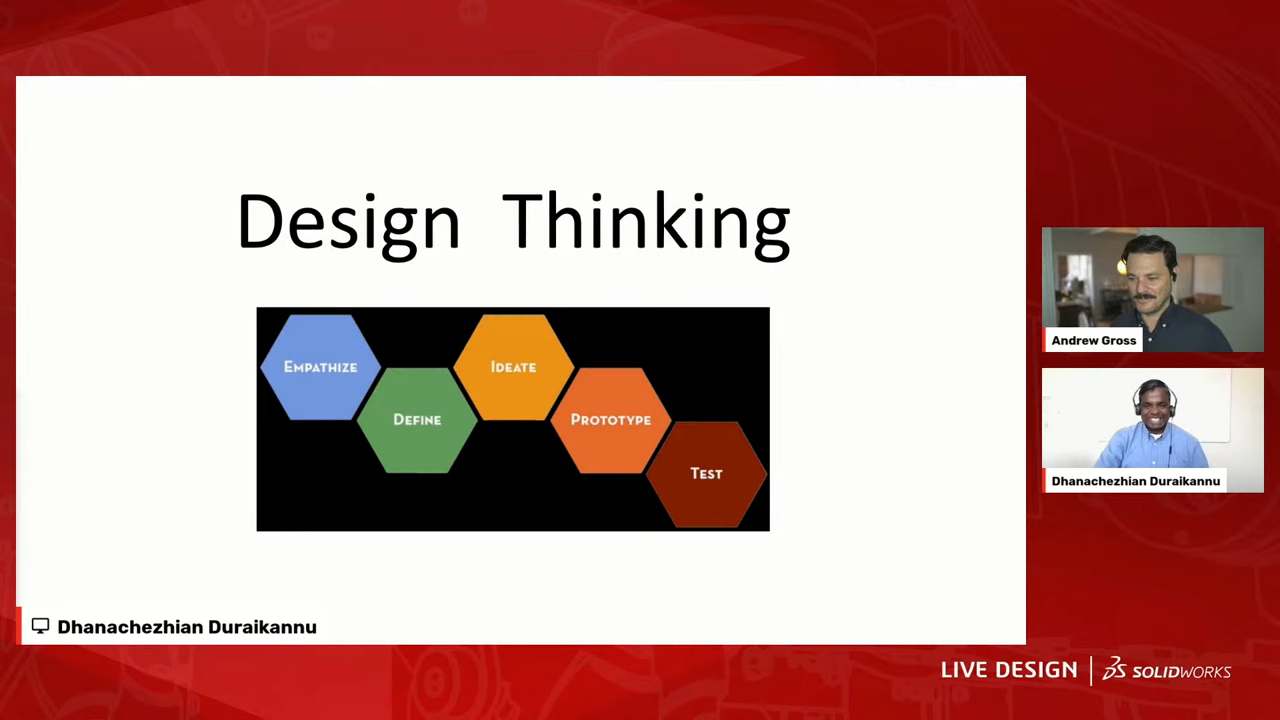 Design Thinking
EMPATHIZE
IDEATE
DEFINE
PROTOTYPE
TEST
Andrew Gross
Dhanachezhian Duraikannu
Dhanachezhian Duraikannu
LIVE DESIGN | SOLIDWORKS